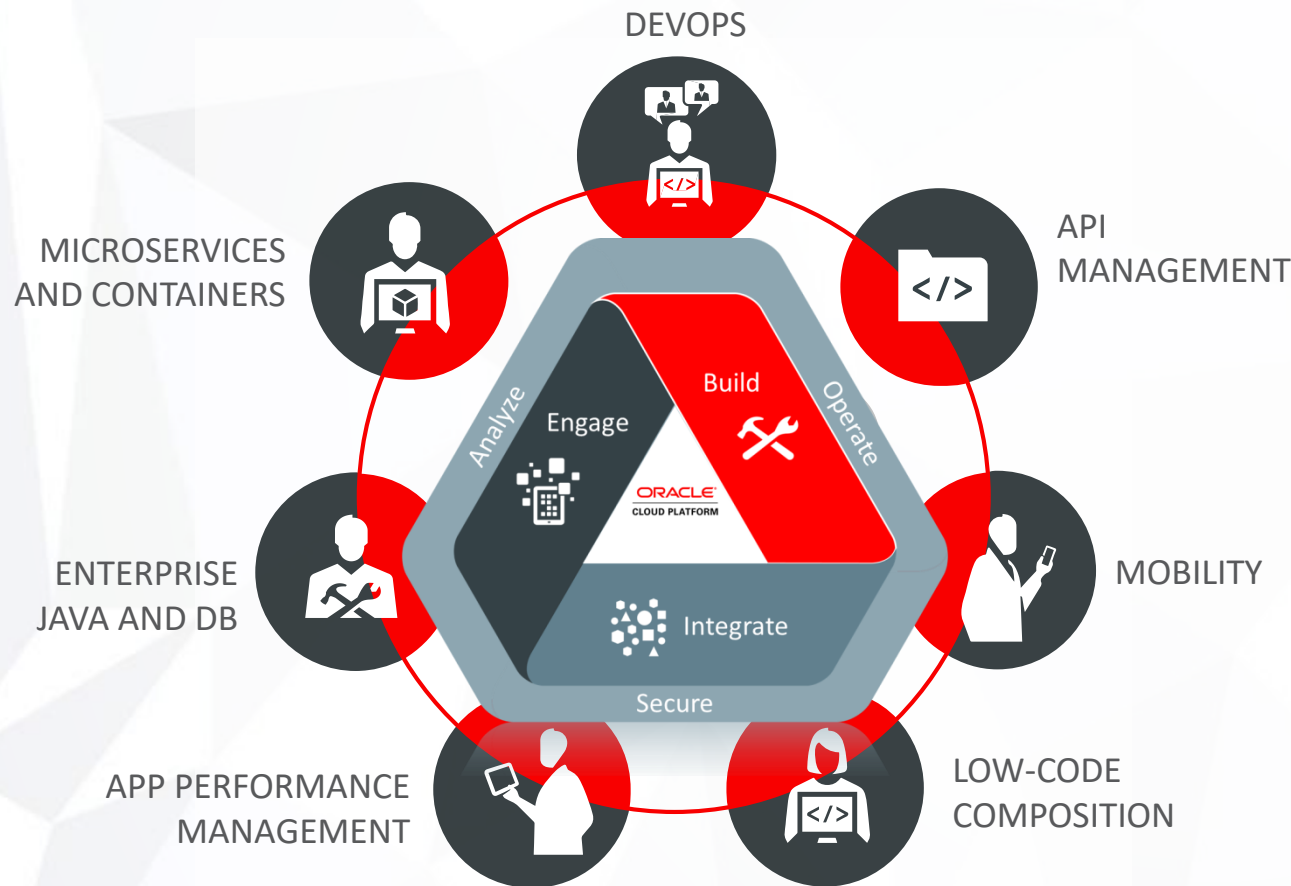 DEVOPS
</>
API
MANAGEMENT
</>
MICROSERVICES
AND CONTAINERS
Analyze
Engage
Build
Operate
ORACLE
CLOUD PLATFORM
ENTERPRISE
JAVA AND DB
MOBILITY
Integrate
Secure
APP PERFORMANCE
MANAGEMENT
LOW-CODE
COMPOSITION
</>